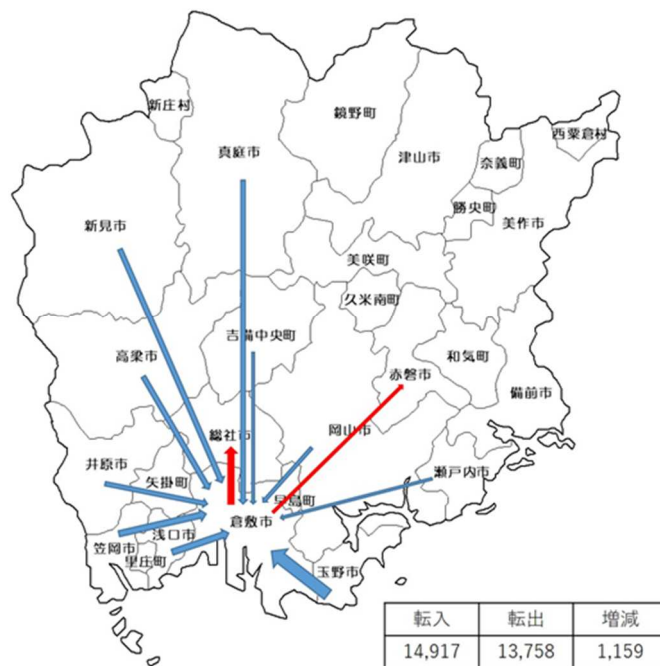 新庄村
鏡野町
西粟倉村
真庭市
津山市
奈義町
勝央町
新見市
美作市
美咲町
久米南町
吉備中央町
高梁市
和気町
赤磐市
備前市
総社市
岡山市
井原市
矢掛町
瀬戸内市
早島町
倉敷市
笠岡市
浅口市
里庄町
玉野市
転入 転出 増減
14,917 13,758 1,159